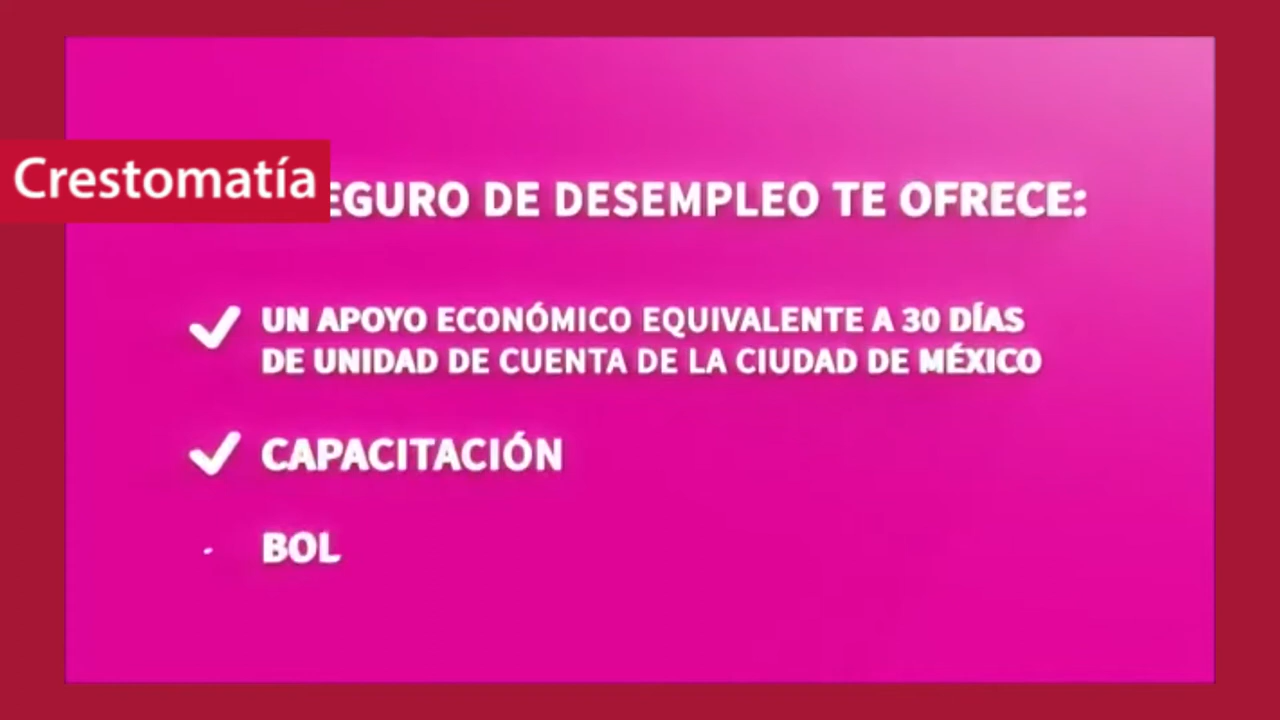 Crestomatía
EGURO DE DESEMPLEO TE OFRECE:
UN APOYO ECONÓMICO EQUIVALENTE A 30 DÍAS
DE UNIDAD DE CUENTA DE LA CIUDAD DE MÉXICO
CAPACITACIÓN
BOL